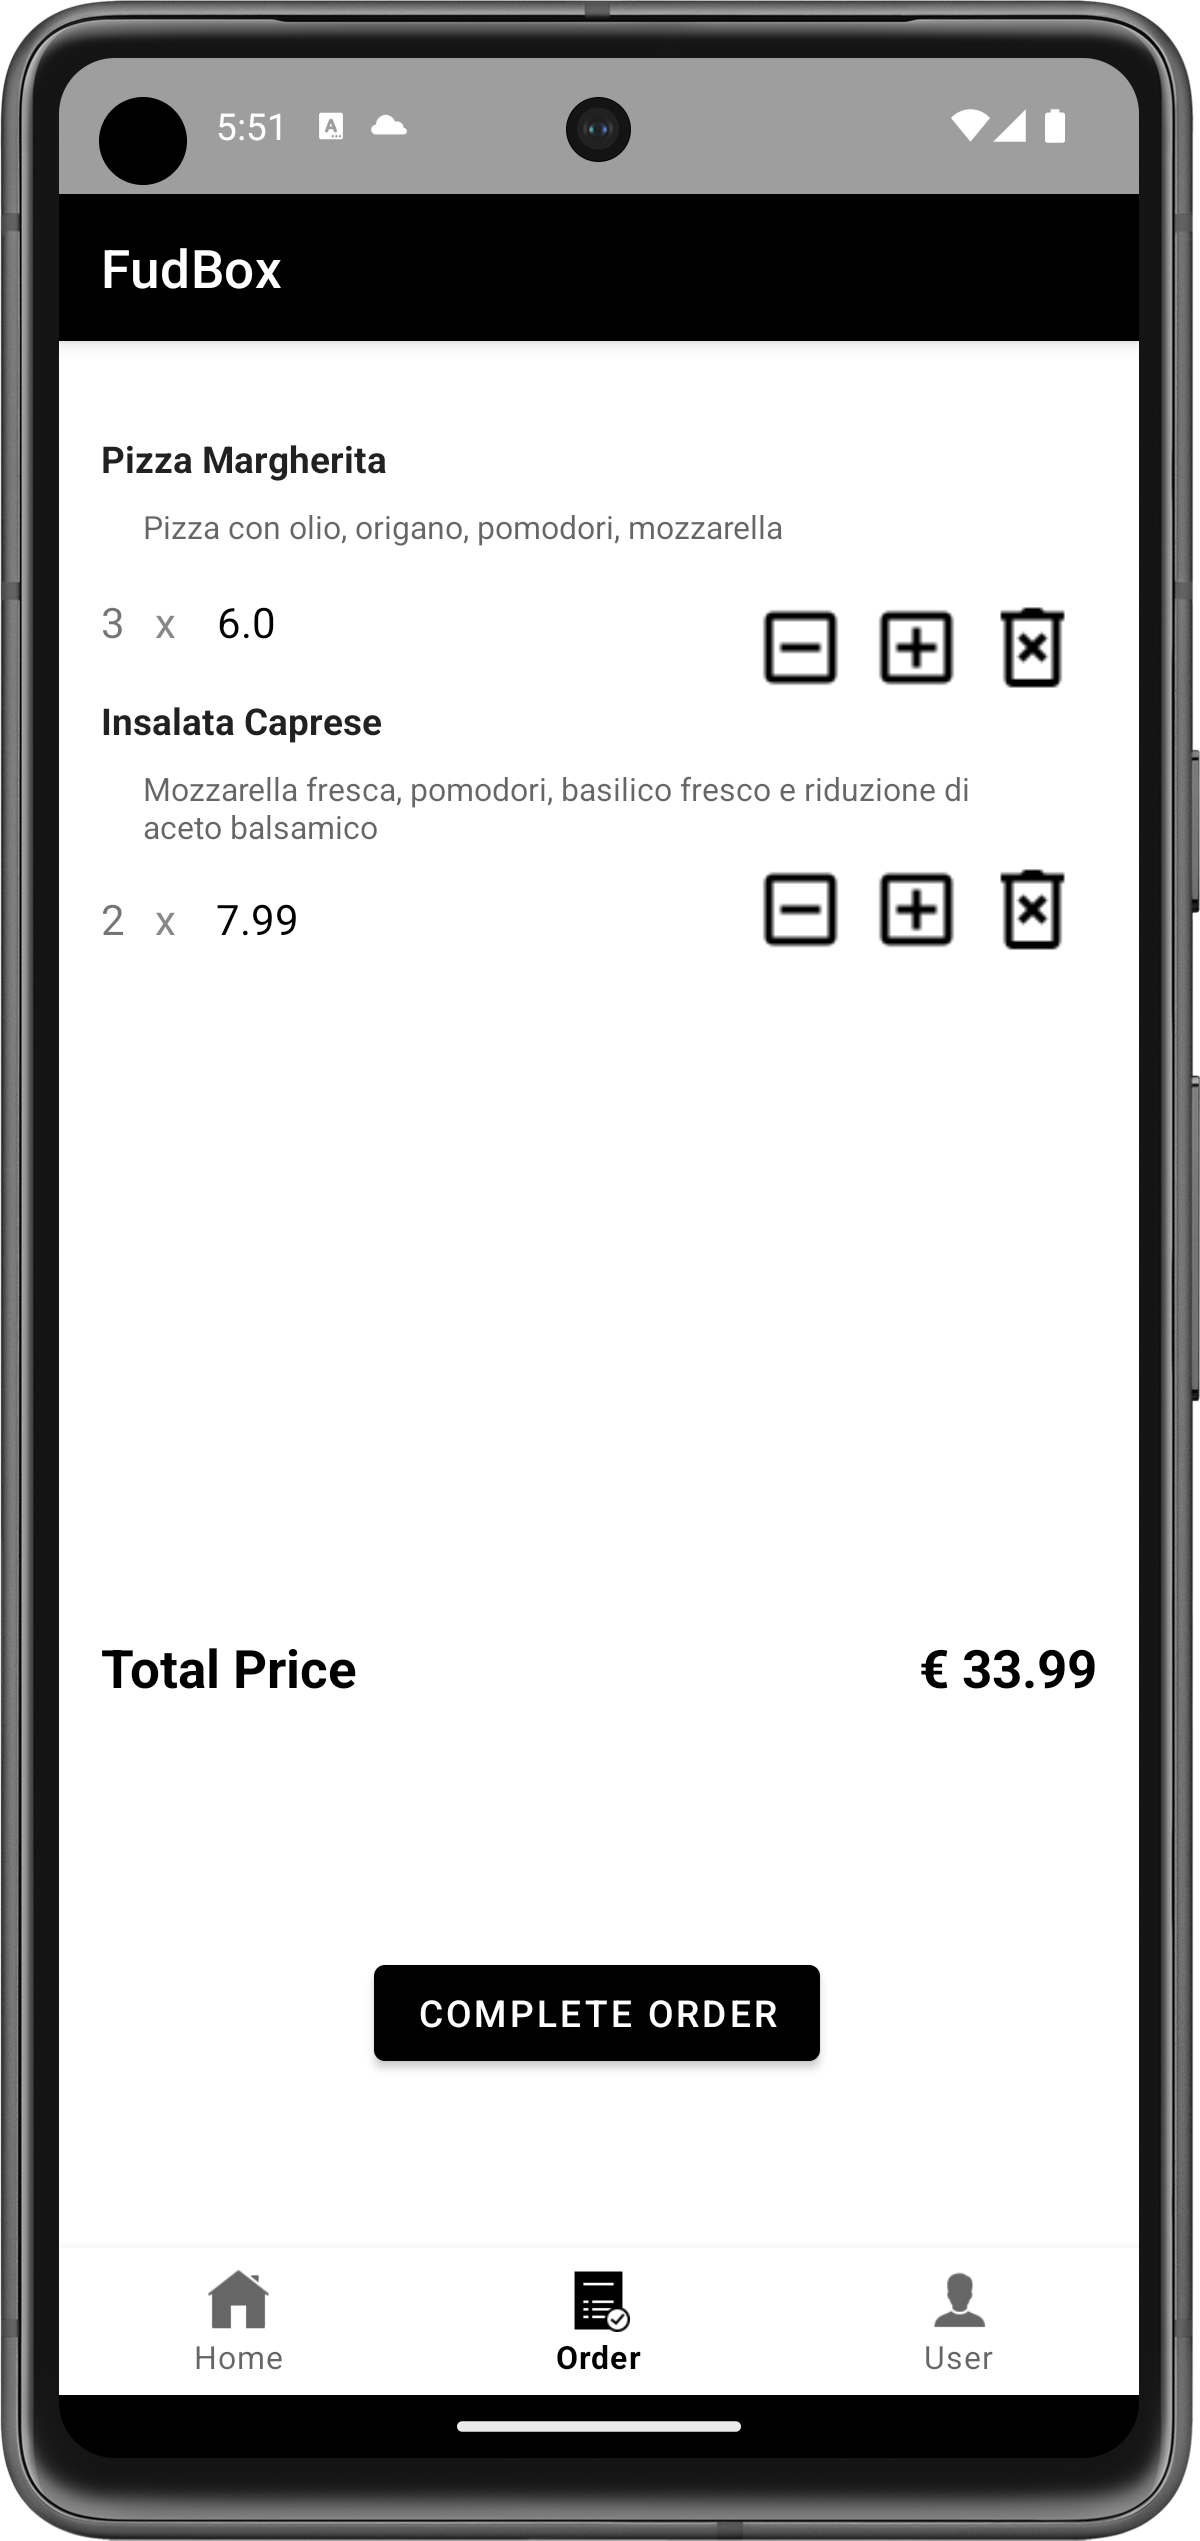 5:51
FudBox
Pizza Margherita
Pizza con olio, origano, pomodori, mozzarella
3 x 6.0
Insalata Caprese
Mozzarella fresca, pomodori, basilico fresco e riduzione di
aceto balsamico
2 x 7.99
Total Price € 33.99
COMPLETE ORDER
Home Order User